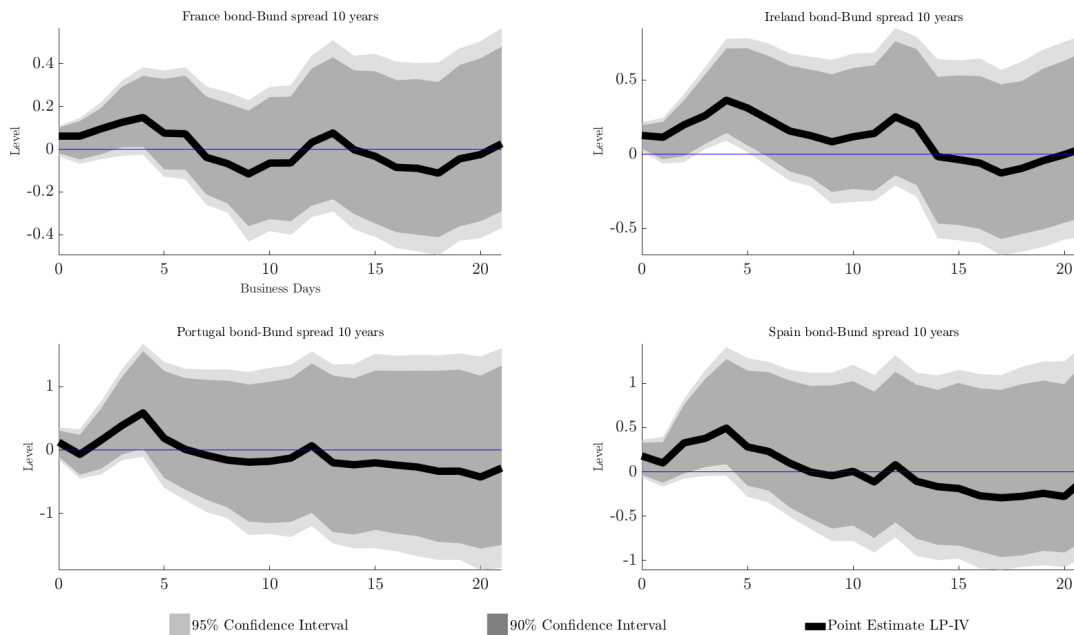 France bond-Bund spread 10 years
Level
0.4
0.2
0
-0.2
-0.4
0 5 10 15 20
Business Days
Ireland bond-Bund spread 10 years
Level
0.5
0
-0.5
0 5 10 15 20
Portugal bond-Bund spread 10 years
Level
1
0
-1
0 5 10 15 20
Spain bond-Bund spread 10 years
Level
1
0.5
0
-0.5
-1
0 5 10 15 20
95% Confidence Interval 90% Confidence Interval Point Estimate LP-IV